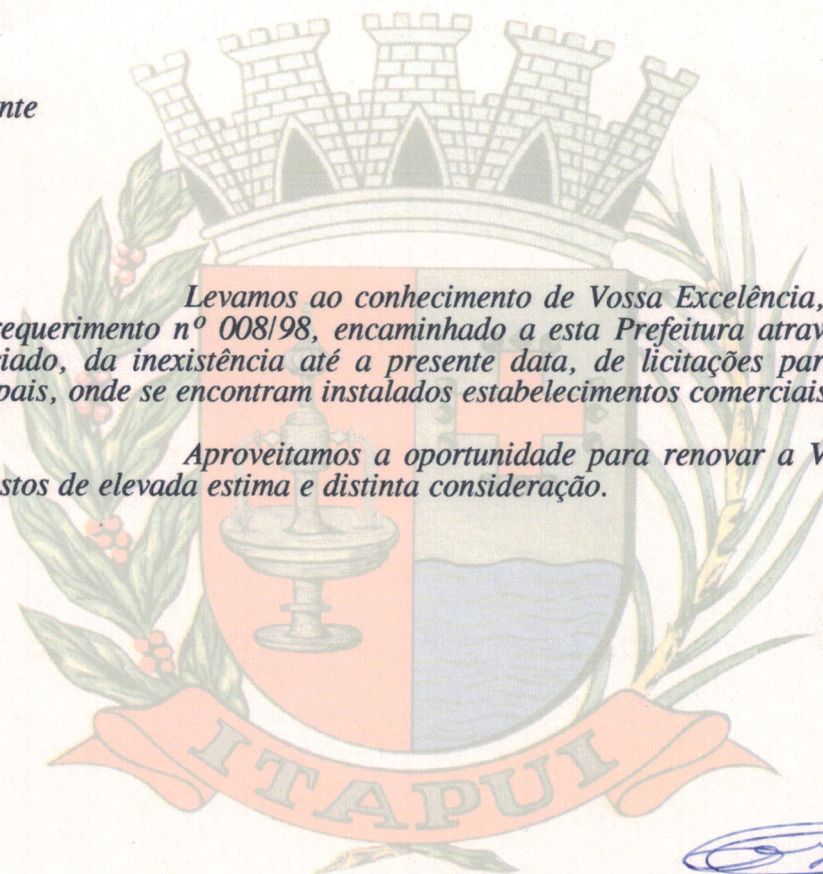 nte
Levamos ao conhecimento de Vossa Excelência,
requerimento nº 008/98, encaminhado a esta Prefeitura atrav
iado, da inexistência até a presente data, de licitações par
pais, onde se encontram instalados estabelecimentos comerciais
Aproveitamos a oportunidade para renovar a V
stos de elevada estima e distinta consideração.
ITAPUI